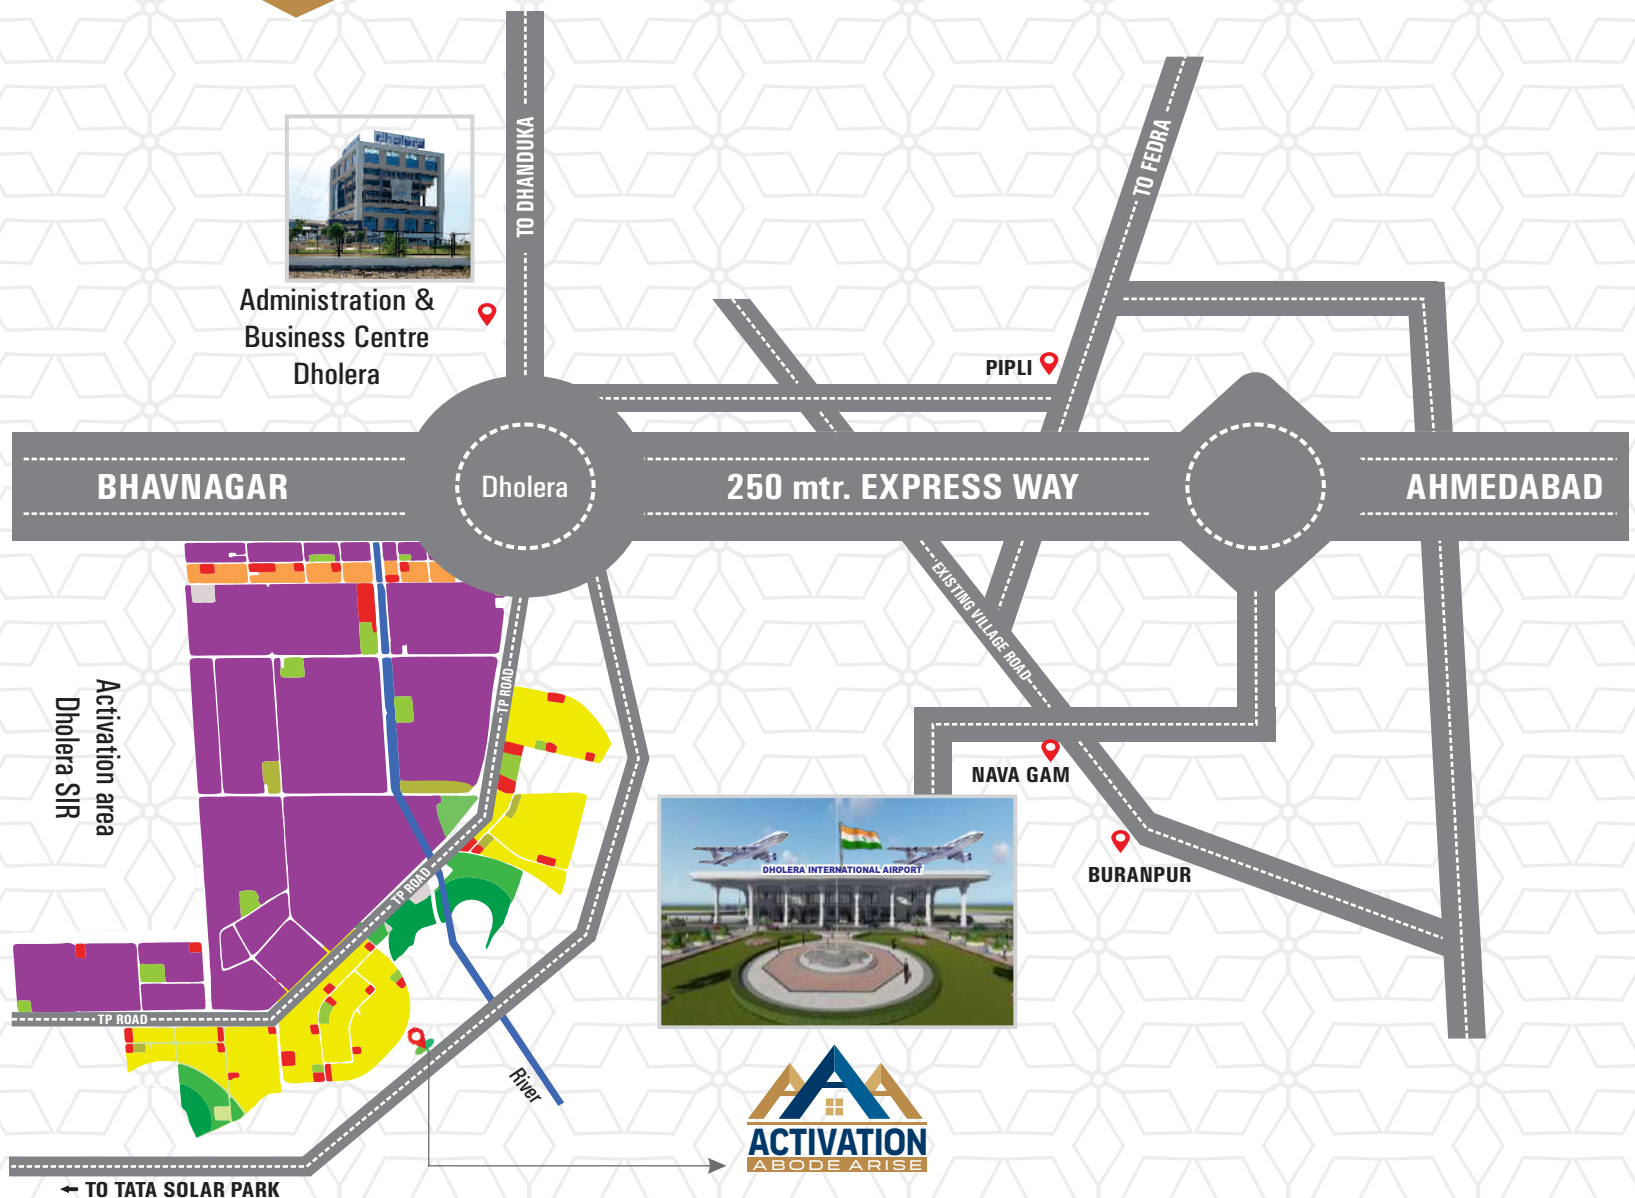 dholera
Administration &
Business Centre
Dholera
TO DHANDUKA
TO FEDRA
PIPLI
BHAVNAGAR
Dholera
250 mtr. EXPRESS WAY
AHMEDABAD
EXISTING VILLAGE ROAD
TP ROAD
Activation area
Dholera SIR
NAVA GAM
BURANPUR
DHOLERA INTERNATIONAL AIRPORT
TP ROAD
TP ROAD
River
ACTIVATION
ABODE ARISE
TO TATA SOLAR PARK